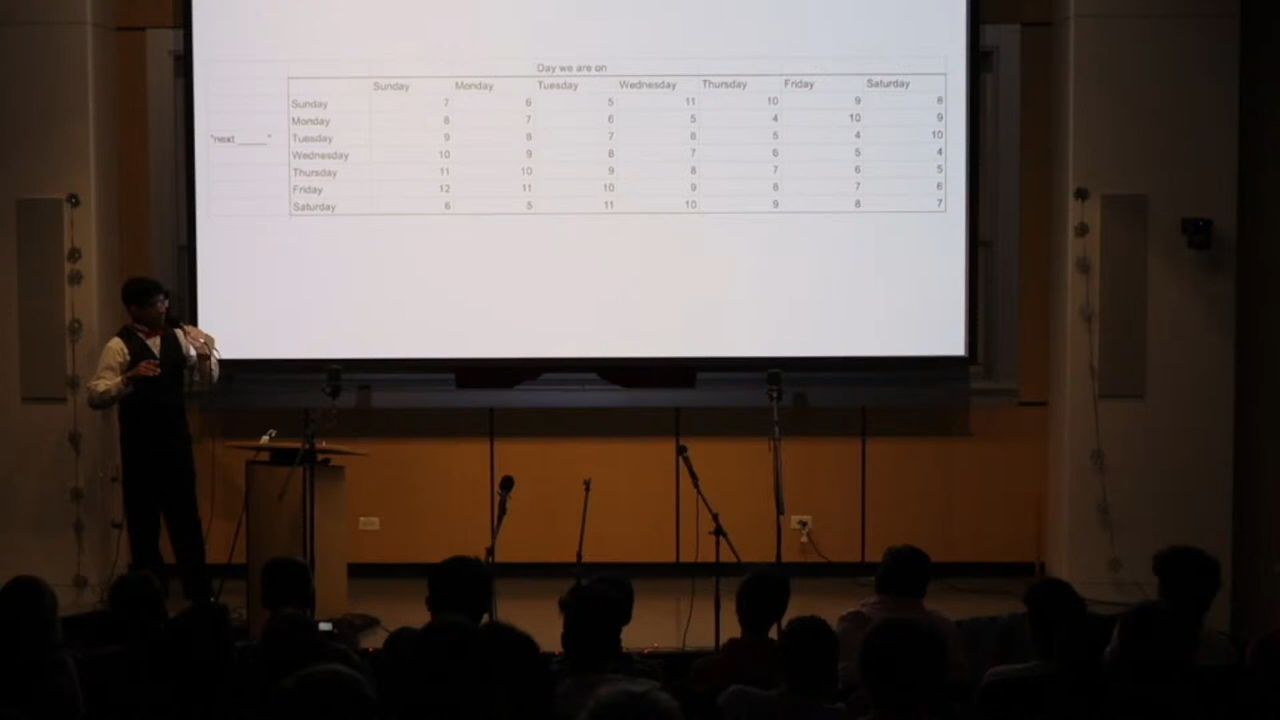 Day we are on
Sunday Monday Tuesday Wednesday Thursday Friday Saturday
Sunday 7 6 5 11 10 9 8
Monday 8 7 6 5 4 10 9
"next _____" Tuesday 9 8 7 6 5 4 10
Wednesday 10 9 8 7 6 5 4
Thursday 11 10 9 8 7 6 5
Friday 12 11 10 9 8 7 6
Saturday 6 5 11 10 9 8 7